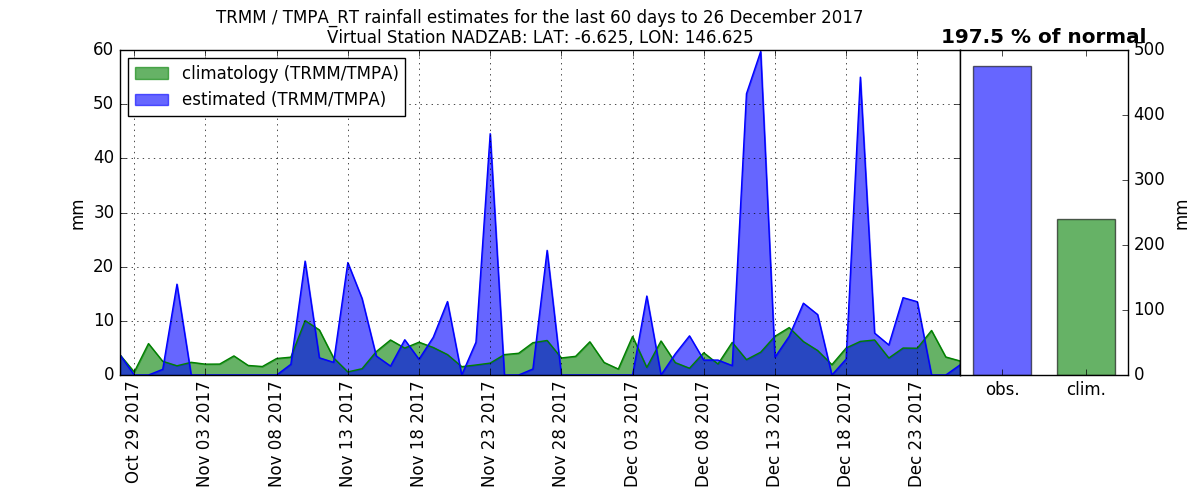 TRMM / TMPA_RT rainfall estimates for the last 60 days to 26 December 2017
Virtual Station NADZAB: LAT: -6.625, LON: 146.625
197.5 % of normal
climatology (TRMM/TMPA)
estimated (TRMM/TMPA)
60
50
40
30
20
10
0
mm
Oct 29 2017
Nov 03 2017
Nov 08 2017
Nov 13 2017
Nov 18 2017
Nov 23 2017
Nov 28 2017
Dec 03 2017
Dec 08 2017
Dec 13 2017
Dec 18 2017
Dec 23 2017
obs.
clim.
500
400
300
200
100
0
mm